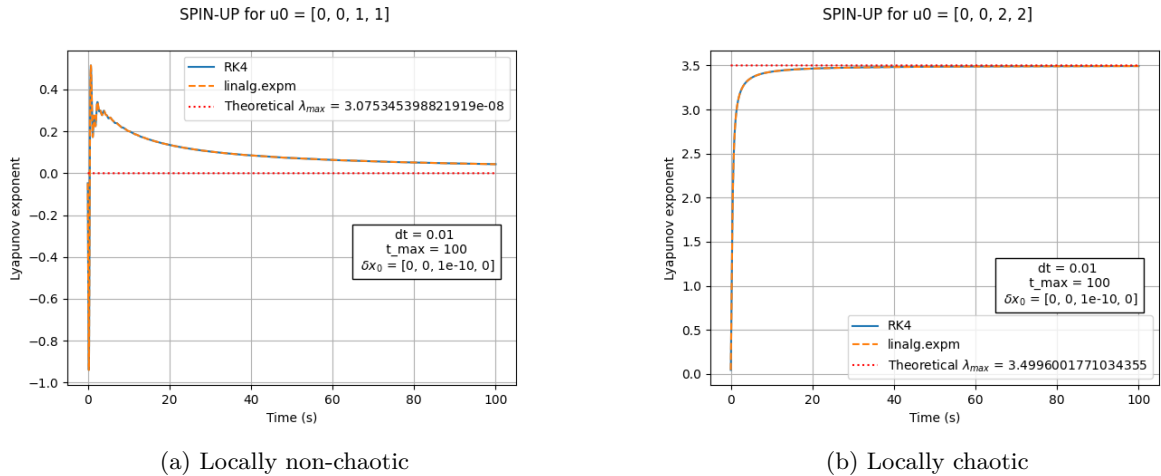 SPIN-UP for u0 = [0, 0, 1, 1]
Lyapunov exponent
0.4
0.2
0.0
−0.2
−0.4
−0.6
−0.8
−1.0
RK4
linalg.expm
Theoretical λmax = 3.075345398821919e-08
dt = 0.01
t_max = 100
δx0 = [0, 0, 1e-10, 0]
0 20 40 60 80 100
Time (s)
(a) Locally non-chaotic
SPIN-UP for u0 = [0, 0, 2, 2]
Lyapunov exponent
3.5
3.0
2.5
2.0
1.5
1.0
0.5
0.0
dt = 0.01
t_max = 100
δx0 = [0, 0, 1e-10, 0]
RK4
linalg.expm
Theoretical λmax = 3.4996001771034355
0 20 40 60 80 100
Time (s)
(b) Locally chaotic